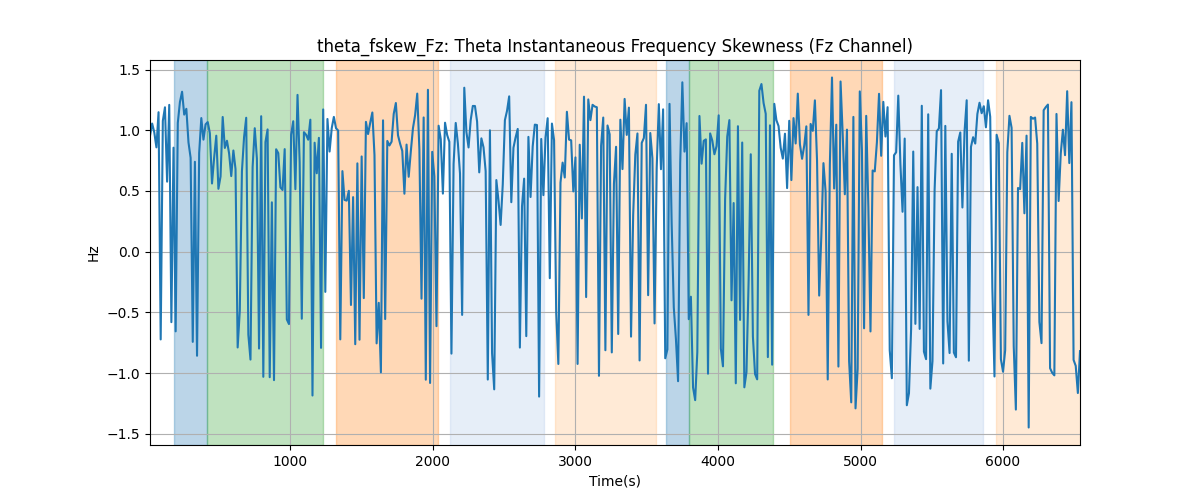 theta_fskew_Fz: Theta Instantaneous Frequency Skewness (Fz Channel)
1.5
1.0
0.5
0.0
−0.5
−1.0
−1.5
Hz
1000 2000 3000 4000 5000 6000
Time(s)